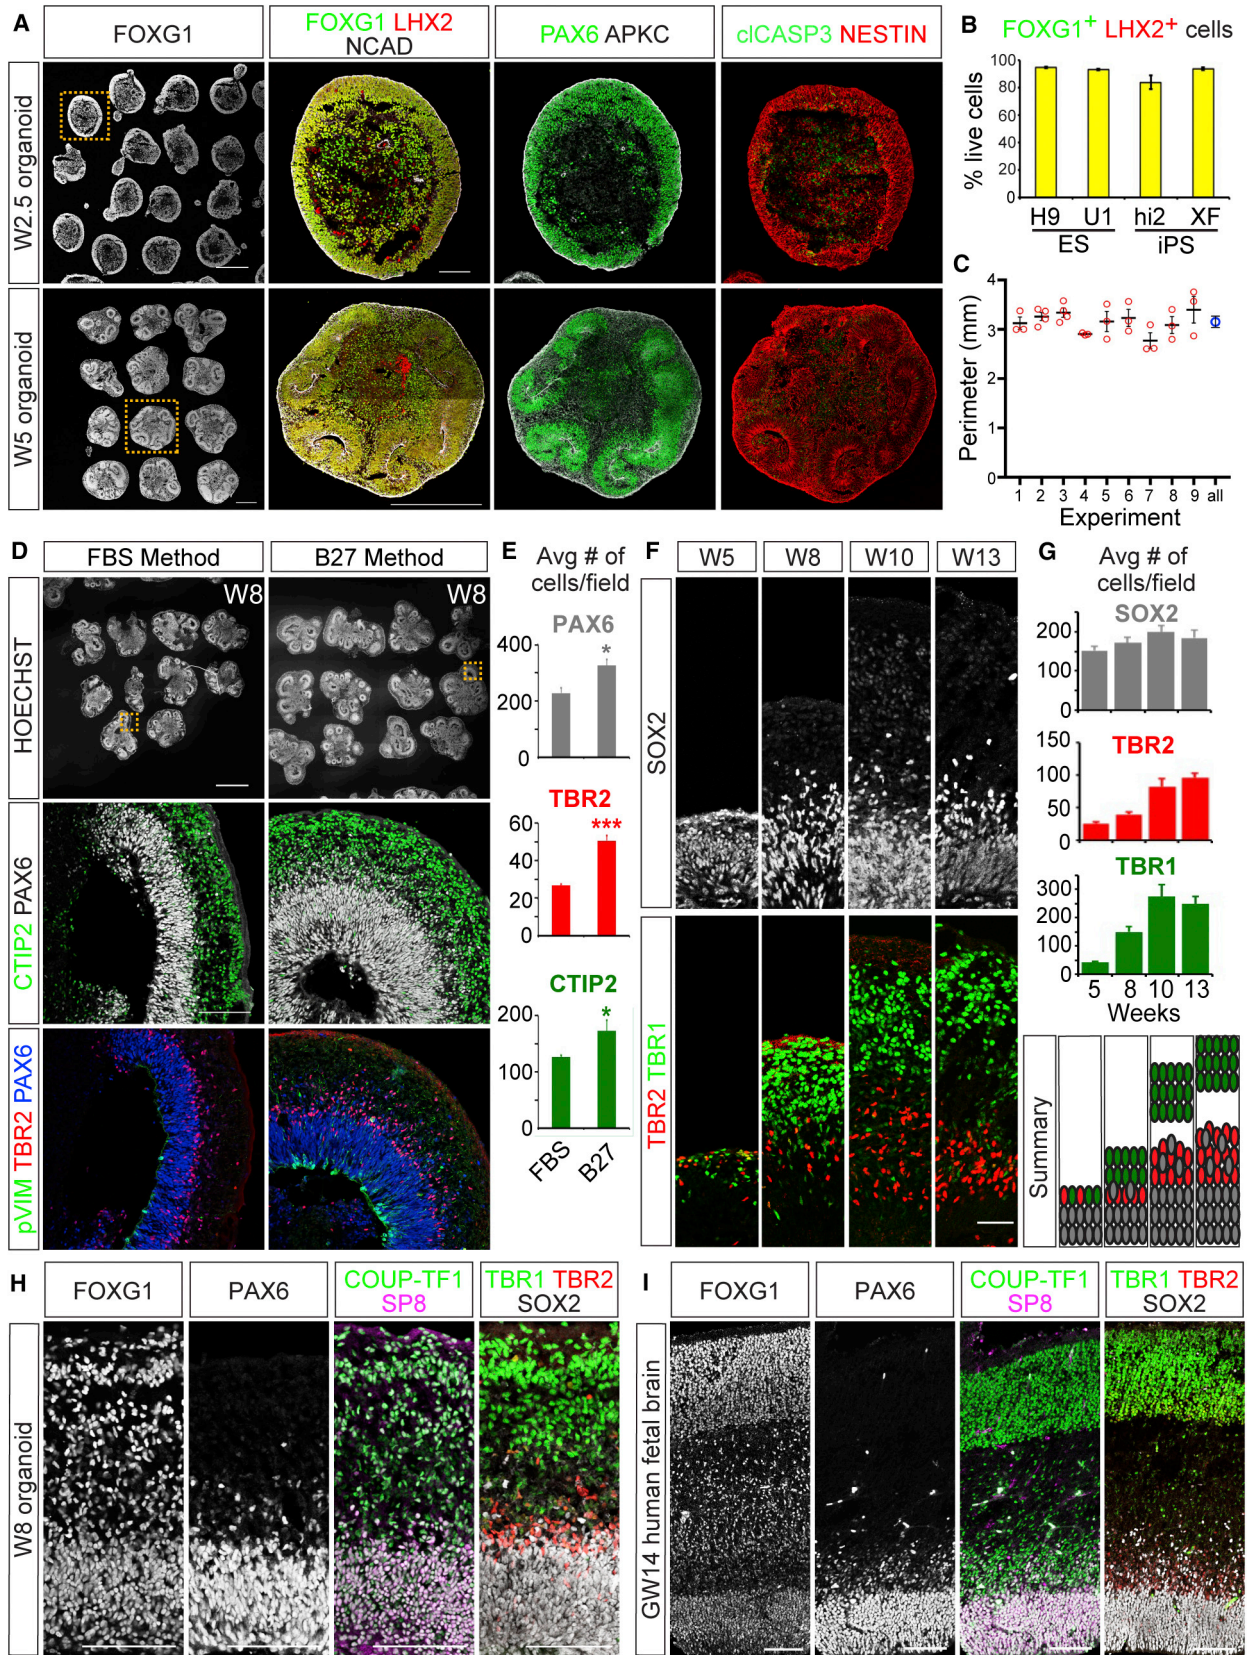 A
FOXG1
FOXG1 LHX2
NCAD
PAX6 APKC
clCASP3 NESTIN
W2.5 organoid
W5 organoid
B
FOXG1+ LHX2+ cells
% live cells
100
80
60
40
20
0
H9 U1 hi2 XF
ES iPS
C
Perimeter (mm)
4
3
2
1
0
1 2 3 4 5 6 7 8 9 all
Experiment
D
FBS Method
B27 Method
HOECHST
W8
W8
CTIP2 PAX6
pVIM TBR2 PAX6
E
Avg # of
cells/field
PAX6
*
400
200
0
TBR2
***
60
40
20
0
CTIP2
*
200
100
0
FBS B27
F
W5 W8 W10 W13
SOX2
TBR2 TBR1
G
Avg # of
cells/field
SOX2
200
100
0
TBR2
150
100
50
0
TBR1
300
200
100
0
5 8 10 13
Weeks
Summary
H
FOXG1
PAX6
COUP-TF1
SP8
TBR1 TBR2
SOX2
W8 organoid
I
FOXG1
PAX6
COUP-TF1
SP8
TBR1 TBR2
SOX2
GW14 human fetal brain